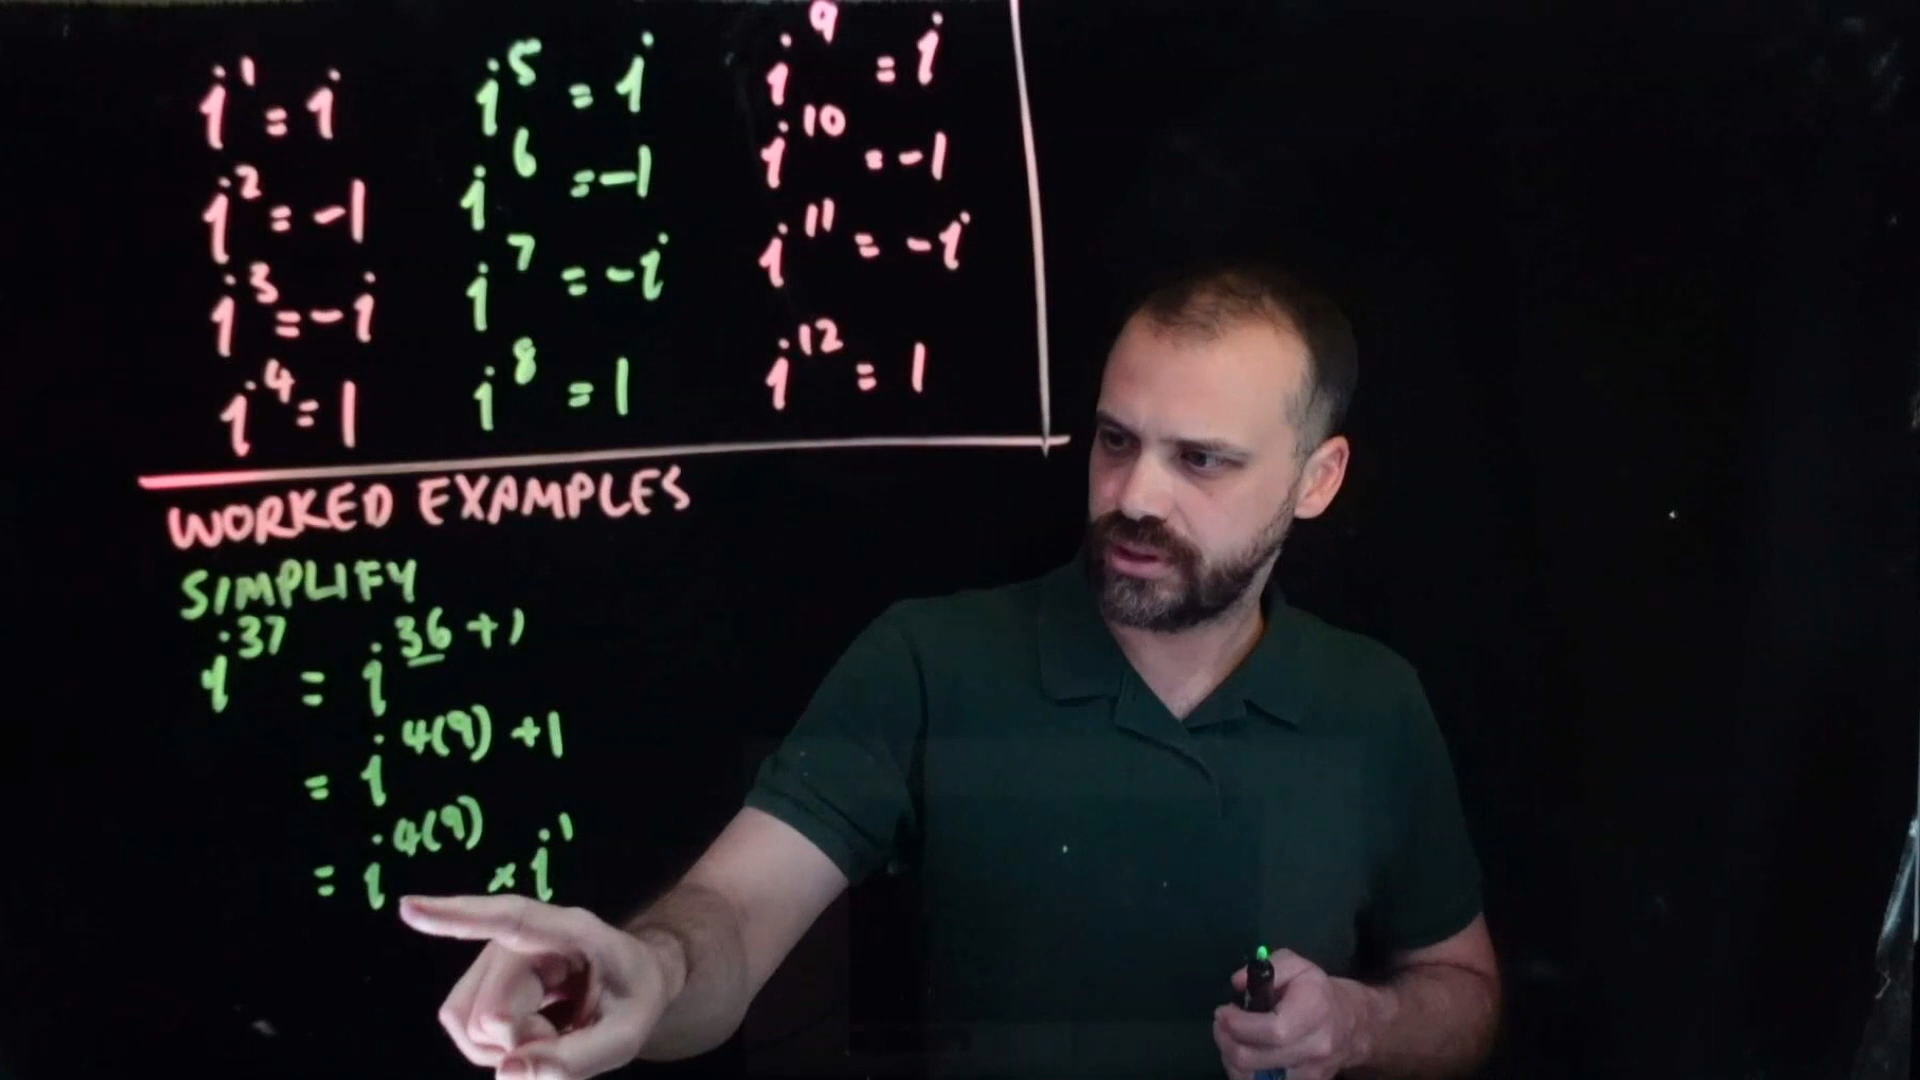 i¹ = i
i² = -1
i³ = -i
i⁴ = 1
i⁵ = i
i⁶ = -1
i⁷ = -i
i⁸ = 1
i⁹ = i
i¹⁰ = -1
i¹¹ = -i
i¹² = 1
WORKED EXAMPLES
SIMPLIFY
i³⁷ = i³⁶⁺¹
= i⁴⁽⁹⁾ ⁺¹
= i⁴⁽⁹⁾ × i¹